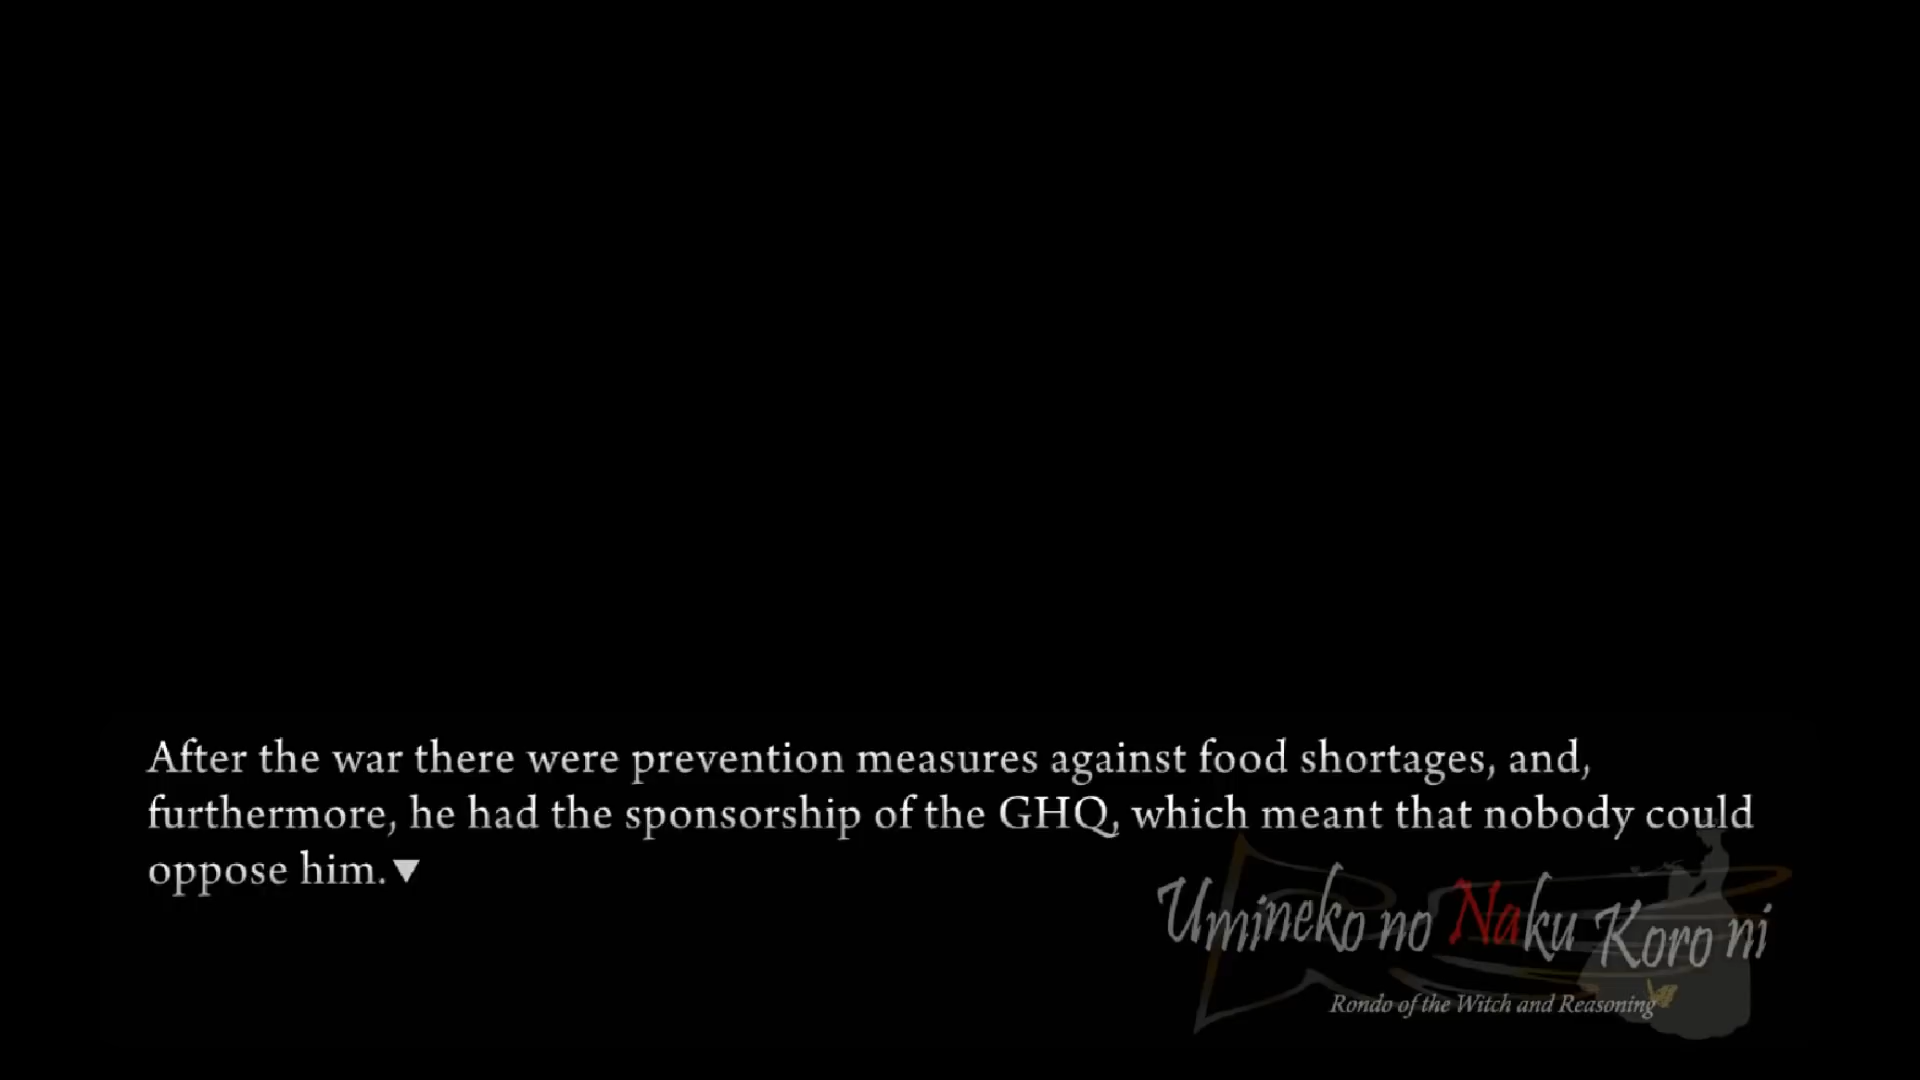 After the war there were prevention measures against food shortages, and,
furthermore, he had the sponsorship of the GHQ, which meant that nobody could
oppose him.▼
Umineko no Naku Koro ni
Rondo of the Witch and Reasoning